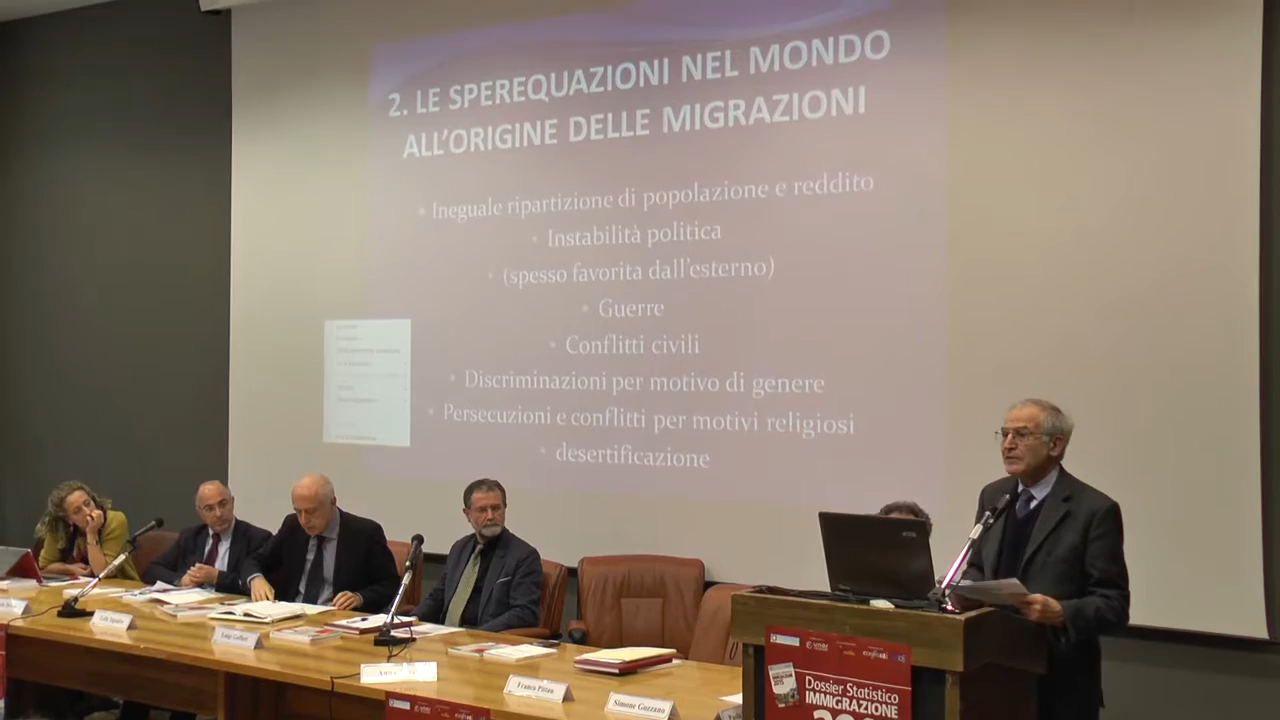 2. LE SPEREQUAZIONI NEL MONDO
ALL'ORIGINE DELLE MIGRAZIONI
• Ineguale ripartizione di popolazione e reddito
• Instabilità politica
• (spesso favorita dall'esterno)
• Guerre
• Conflitti civili
• Discriminazioni per motivo di genere
• Persecuzioni e conflitti per motivi religiosi
• desertificazione
Luigi Gaffuri
Franco Pittau
Simone Guzzano
unar
confronti
Dossier Statistico
IMMIGRAZIONE